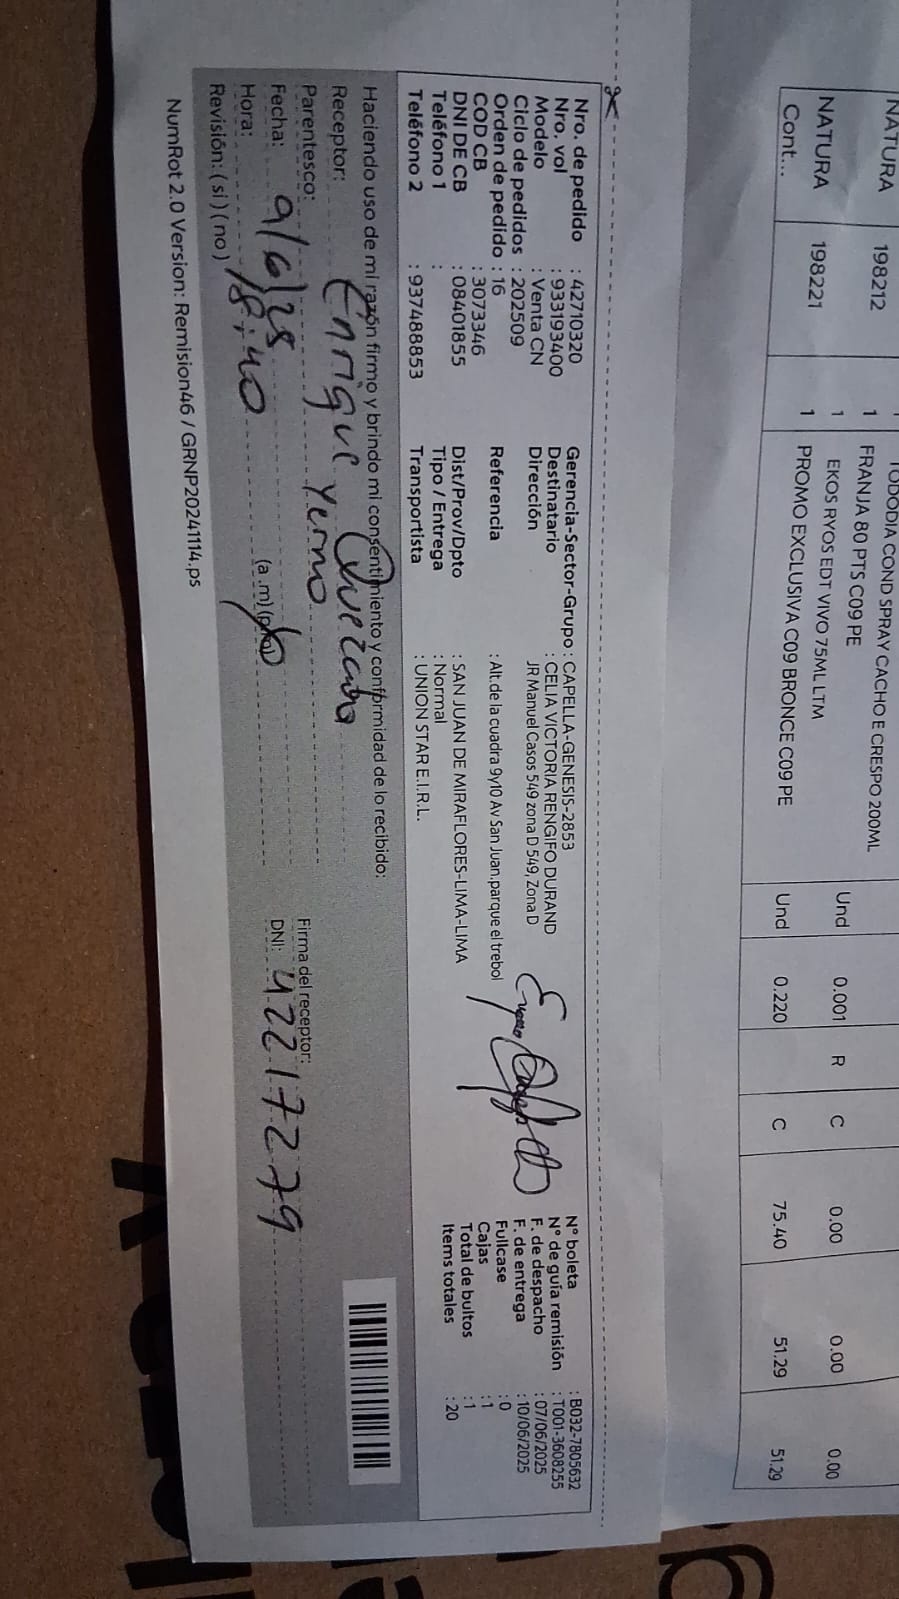 TODODIA COND SPRAY CACHO E CRESPO 200ML
NATURA 198212 1 FRANJA 80 PTS C09 PE Und 0.001 R C 0.00 0.00 0.00
1 EKOS RYOS EDT VIVO 75ML LTM
NATURA 198221 1 PROMO EXCLUSIVA C09 BRONCE C09 PE Und 0.220 C 75.40 51.29 51.29
Cont...
Nro. de pedido : 42710320
Nro. vol : 933193400
Modelo : Venta CN
Ciclo de pedidos : 202509
Orden de pedido : 16
COD CB : 3073346
DNI DE CB : 08401855
Teléfono 1 :
Teléfono 2 : 937488853
Gerencia-Sector-Grupo : CAPELLA-GENESIS-2853
Destinatario : CELIA VICTORIA RENGIFO DURAND
Dirección JR Manuel Casos 549 zona D 549, Zona D
Referencia : Alt.de la cuadra 9y10 Av San Juan.parque el trebol
Dist/Prov/Dpto : SAN JUAN DE MIRAFLORES-LIMA-LIMA
Tipo / Entrega : Normal
Transportista : UNION STAR E.I.R.L.
N° boleta : B032-7805632
N° de guía remisión : T001-3608255
F. de despacho : 07/06/2025
F. de entrega : 10/06/2025
Fullcase : 0
Cajas : 1
Total de bultos : 1
Items totales : 20
Haciendo uso de mi razón firmo y brindo mi consentimiento y conformidad de lo recibido:
Receptor: Enrique
Parentesco: yerno
Firma del receptor:
Fecha: 9/6/25
DNI: 42217279
Hora: 18:40 (a.m)
Revisión: ( si ) ( no )
NumRot 2.0 Version: Remision46 / GRNP20241114.ps